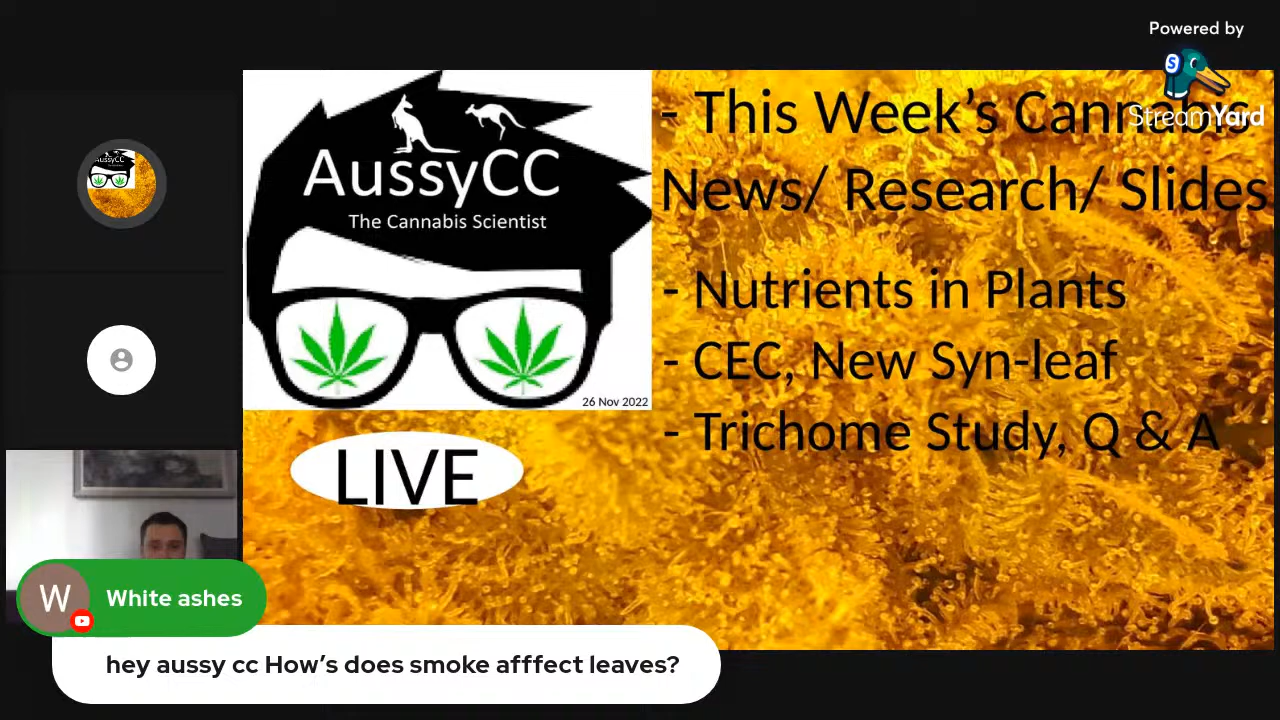 Powered by
S
StreamYard
- This Week’s Cannabis
News/ Research/ Slides
- Nutrients in Plants
- CEC, New Syn-leaf
- Trichome Study, Q & A
AussyCC
The Cannabis Scientist
26 Nov 2022
LIVE
W
White ashes
hey aussy cc How’s does smoke afffect leaves?